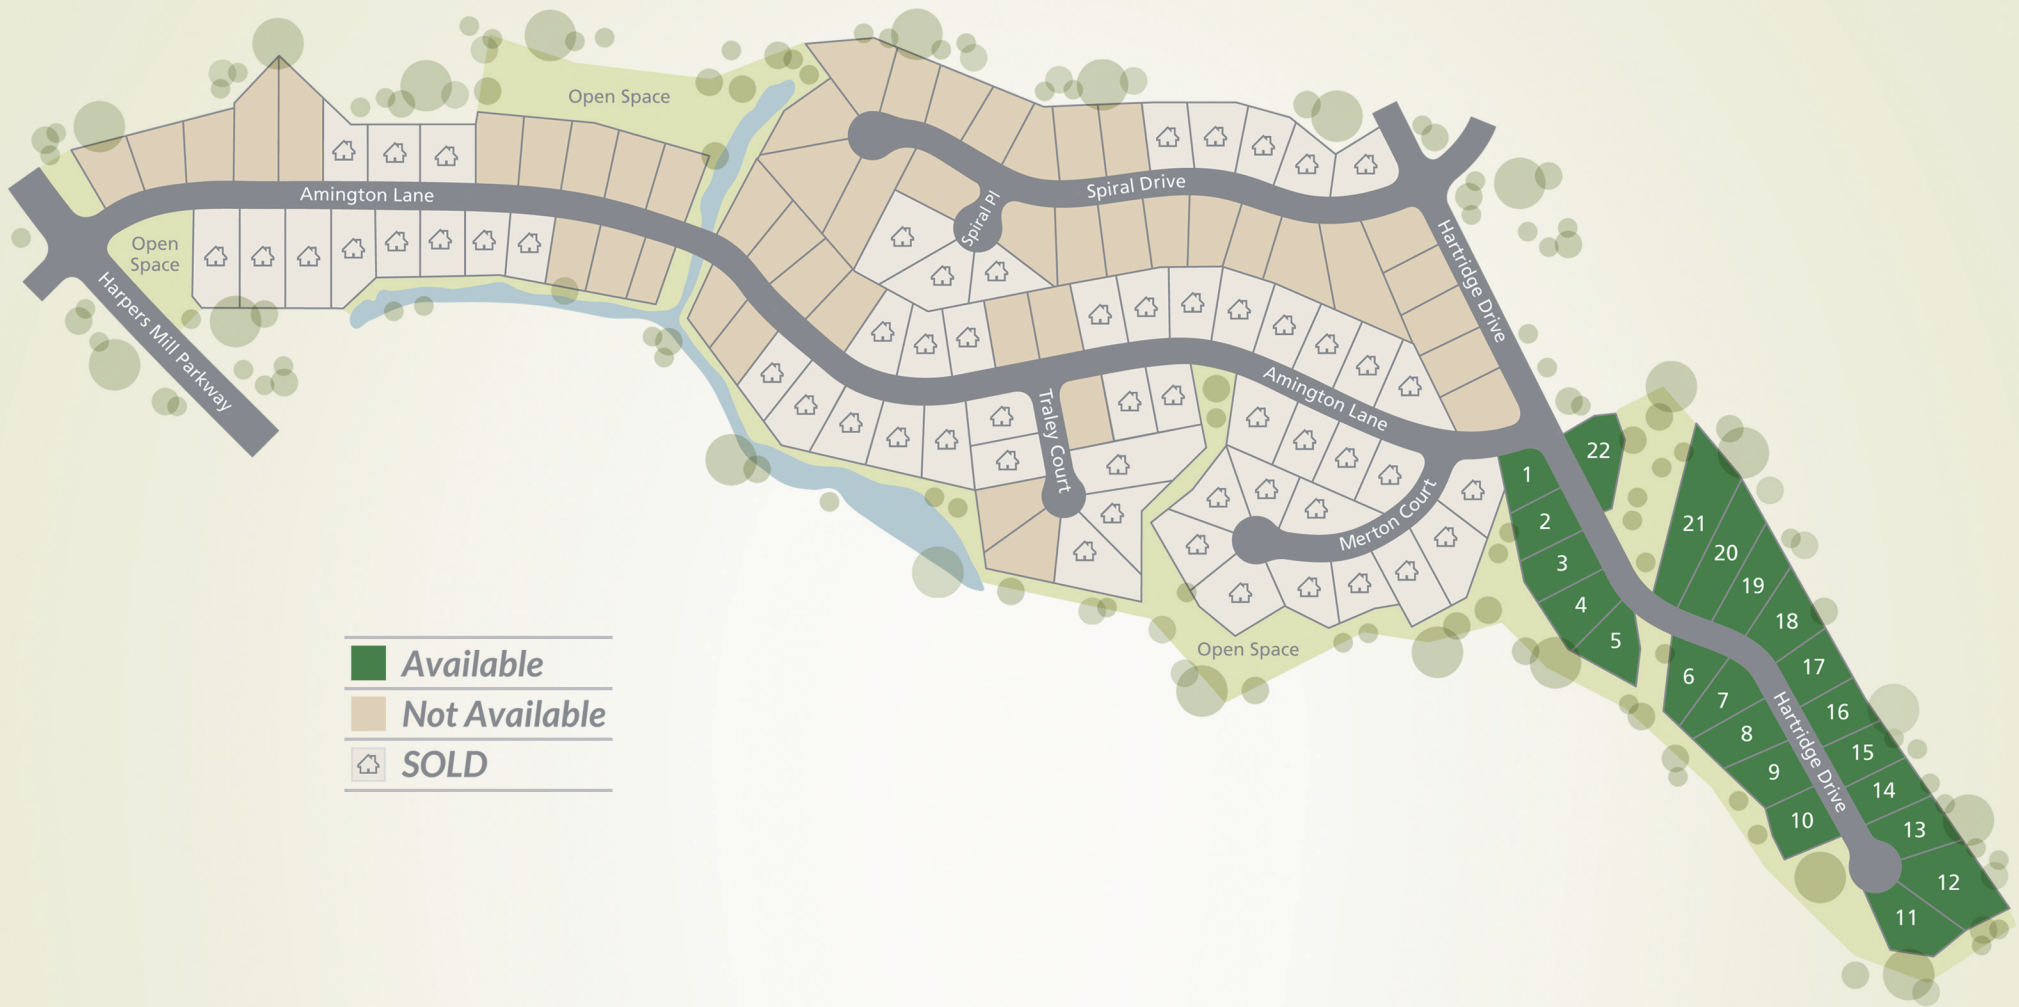 Open Space
Amington Lane
Open
Space
Harpers Mill Parkway
Spiral Pl
Spiral Drive
Hartridge Drive
Amington Lane
Traley Court
Merton Court
Open Space
22
1
2
3
4
5
21
20
19
18
17
6
7
16
8
15
9
14
10
13
12
11
Hartridge Drive
Available
Not Available
SOLD